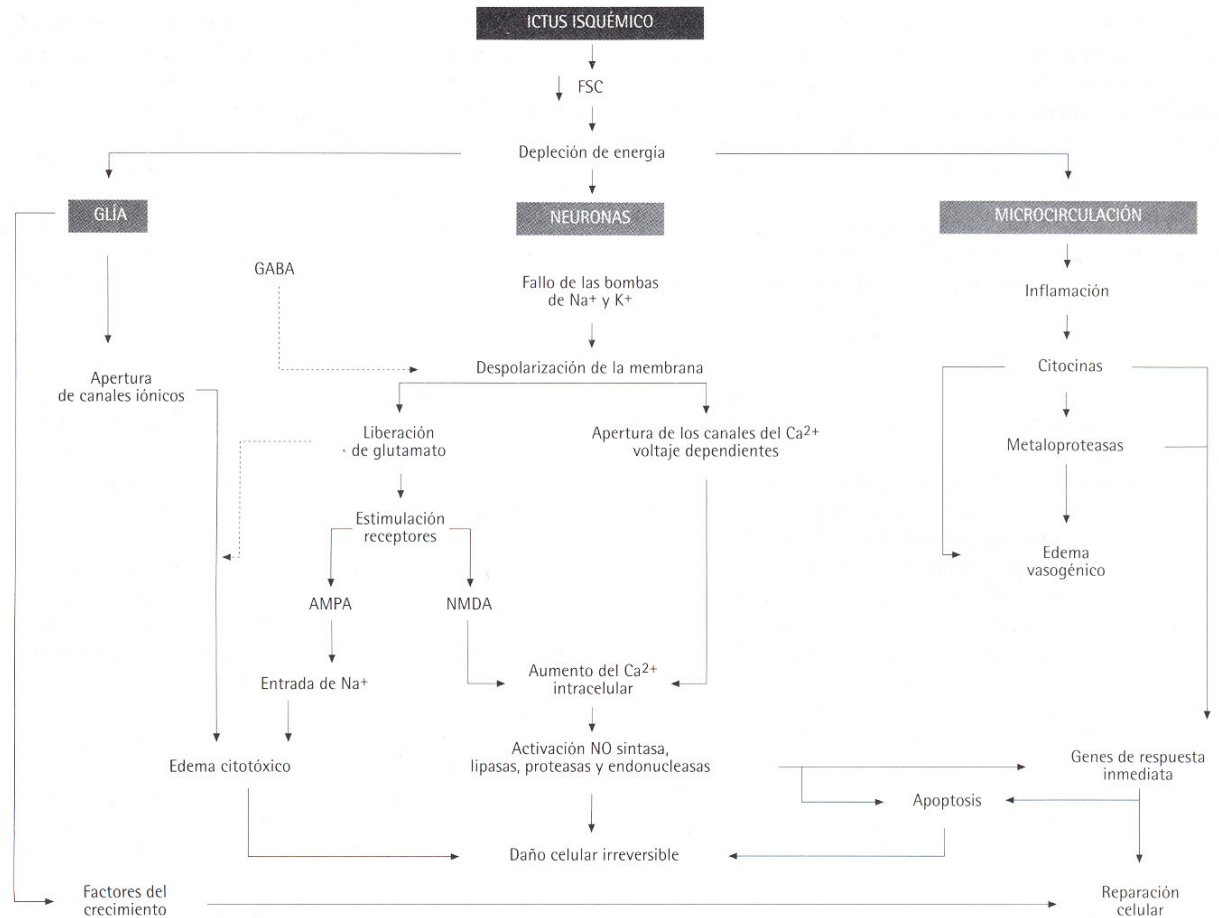 ICTUS ISQUÉMICO
FSC
Depleción de energía
GLÍA
NEURONAS
MICROCIRCULACIÓN
GABA
Fallo de las bombas
de Na+ y K+
Inflamación
Despolarización de la membrana
Citocinas
Apertura
de canales iónicos
Liberación
de glutamato
Apertura de los canales del Ca2+
voltaje dependientes
Metaloproteasas
Estimulación
receptores
Edema
vasogénico
AMPA
NMDA
Entrada de Na+
Aumento del Ca2+
intracelular
Edema citotóxico
Activación NO sintasa,
lipasas, proteasas y endonucleasas
Genes de respuesta
inmediata
Apoptosis
Daño celular irreversible
Factores del
crecimiento
Reparación
celular